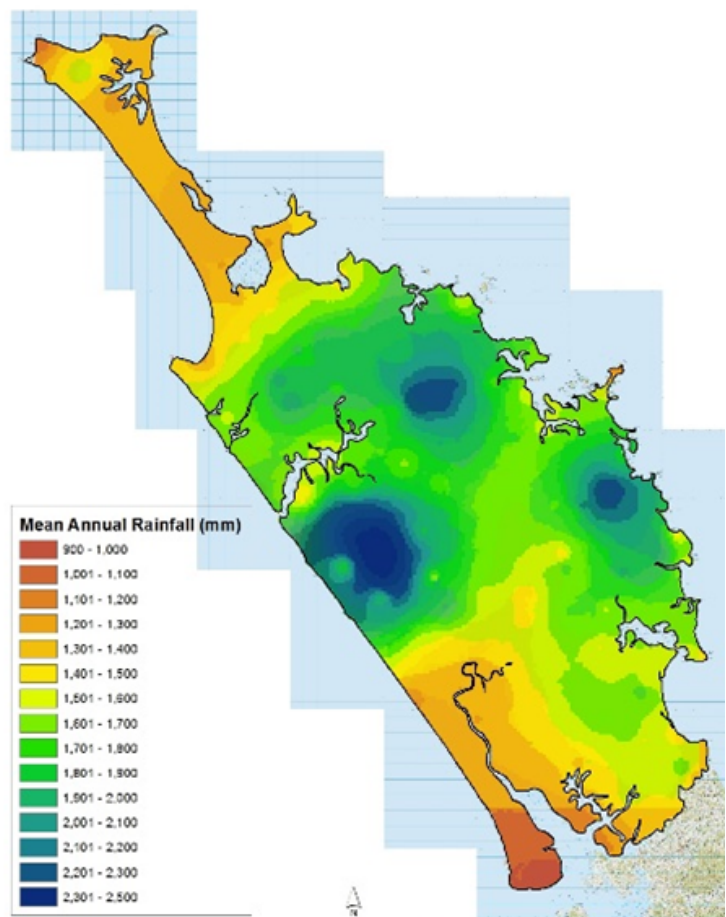 Mean Annual Rainfall (mm)
900 - 1,000
1,001 - 1,100
1,101 - 1,200
1,201 - 1,300
1,301 - 1,400
1,401 - 1,500
1,501 - 1,600
1,601 - 1,700
1,701 - 1,800
1,801 - 1,900
1,901 - 2,000
2,001 - 2,100
2,101 - 2,200
2,201 - 2,300
2,301 - 2,500
N